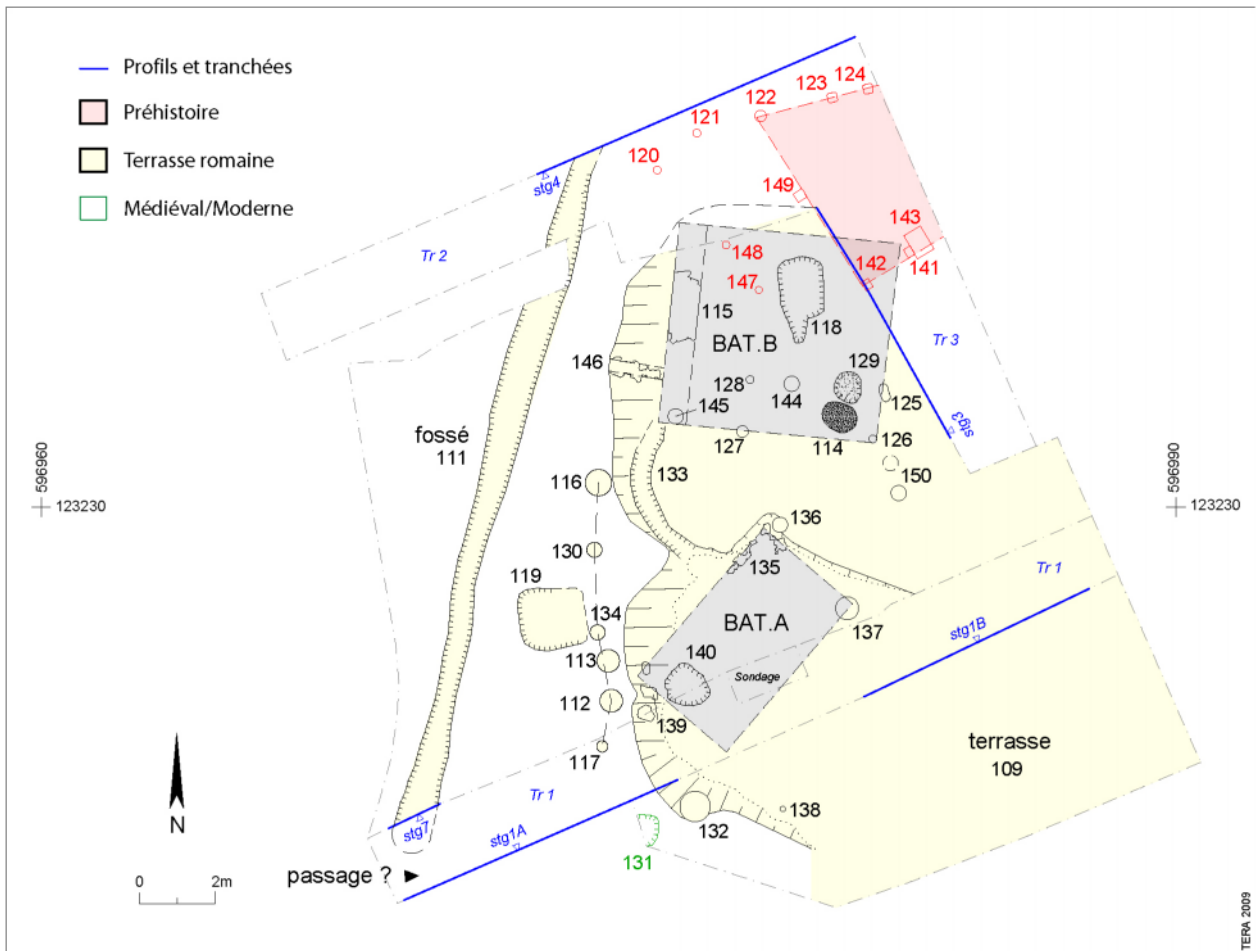 Profils et tranchées
Préhistoire
Terrasse romaine
Médiéval/Moderne
124
123
122
121
120
stg4
149
143
Tr 2
148
142
141
147
115
118
BAT.B
Tr 3
146
129
128
144
125
145
stg3
fossé
111
127
114
126
596960
123230
116
133
150
596990
123230
136
130
135
119
Tr 1
134
BAT.A
137
stg1B
113
140
Sondage
112
139
terrasse
109
117
Tr 1
138
132
stg7
stg1A
N
131
passage ?
0 2m
TERA 2009